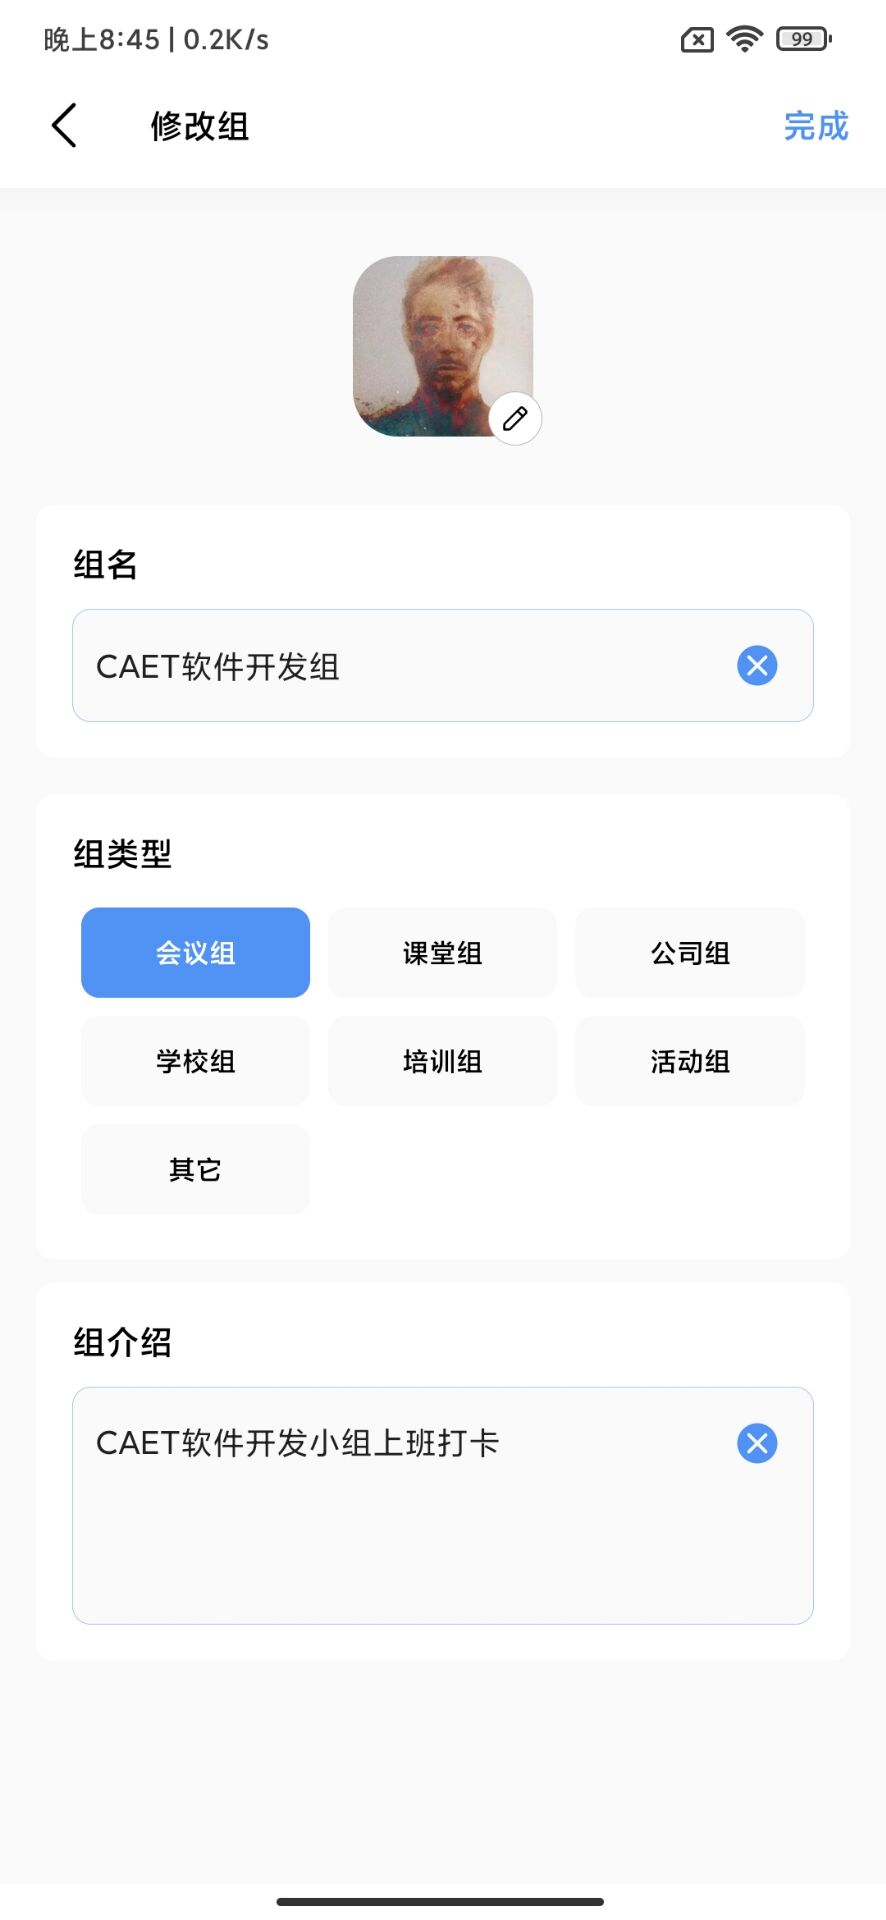 晚上8:45 | 0.2K/s
99
修改组
完成
组名
CAET软件开发组
组类型
会议组
课堂组
公司组
学校组
培训组
活动组
其它
组介绍
CAET软件开发小组上班打卡